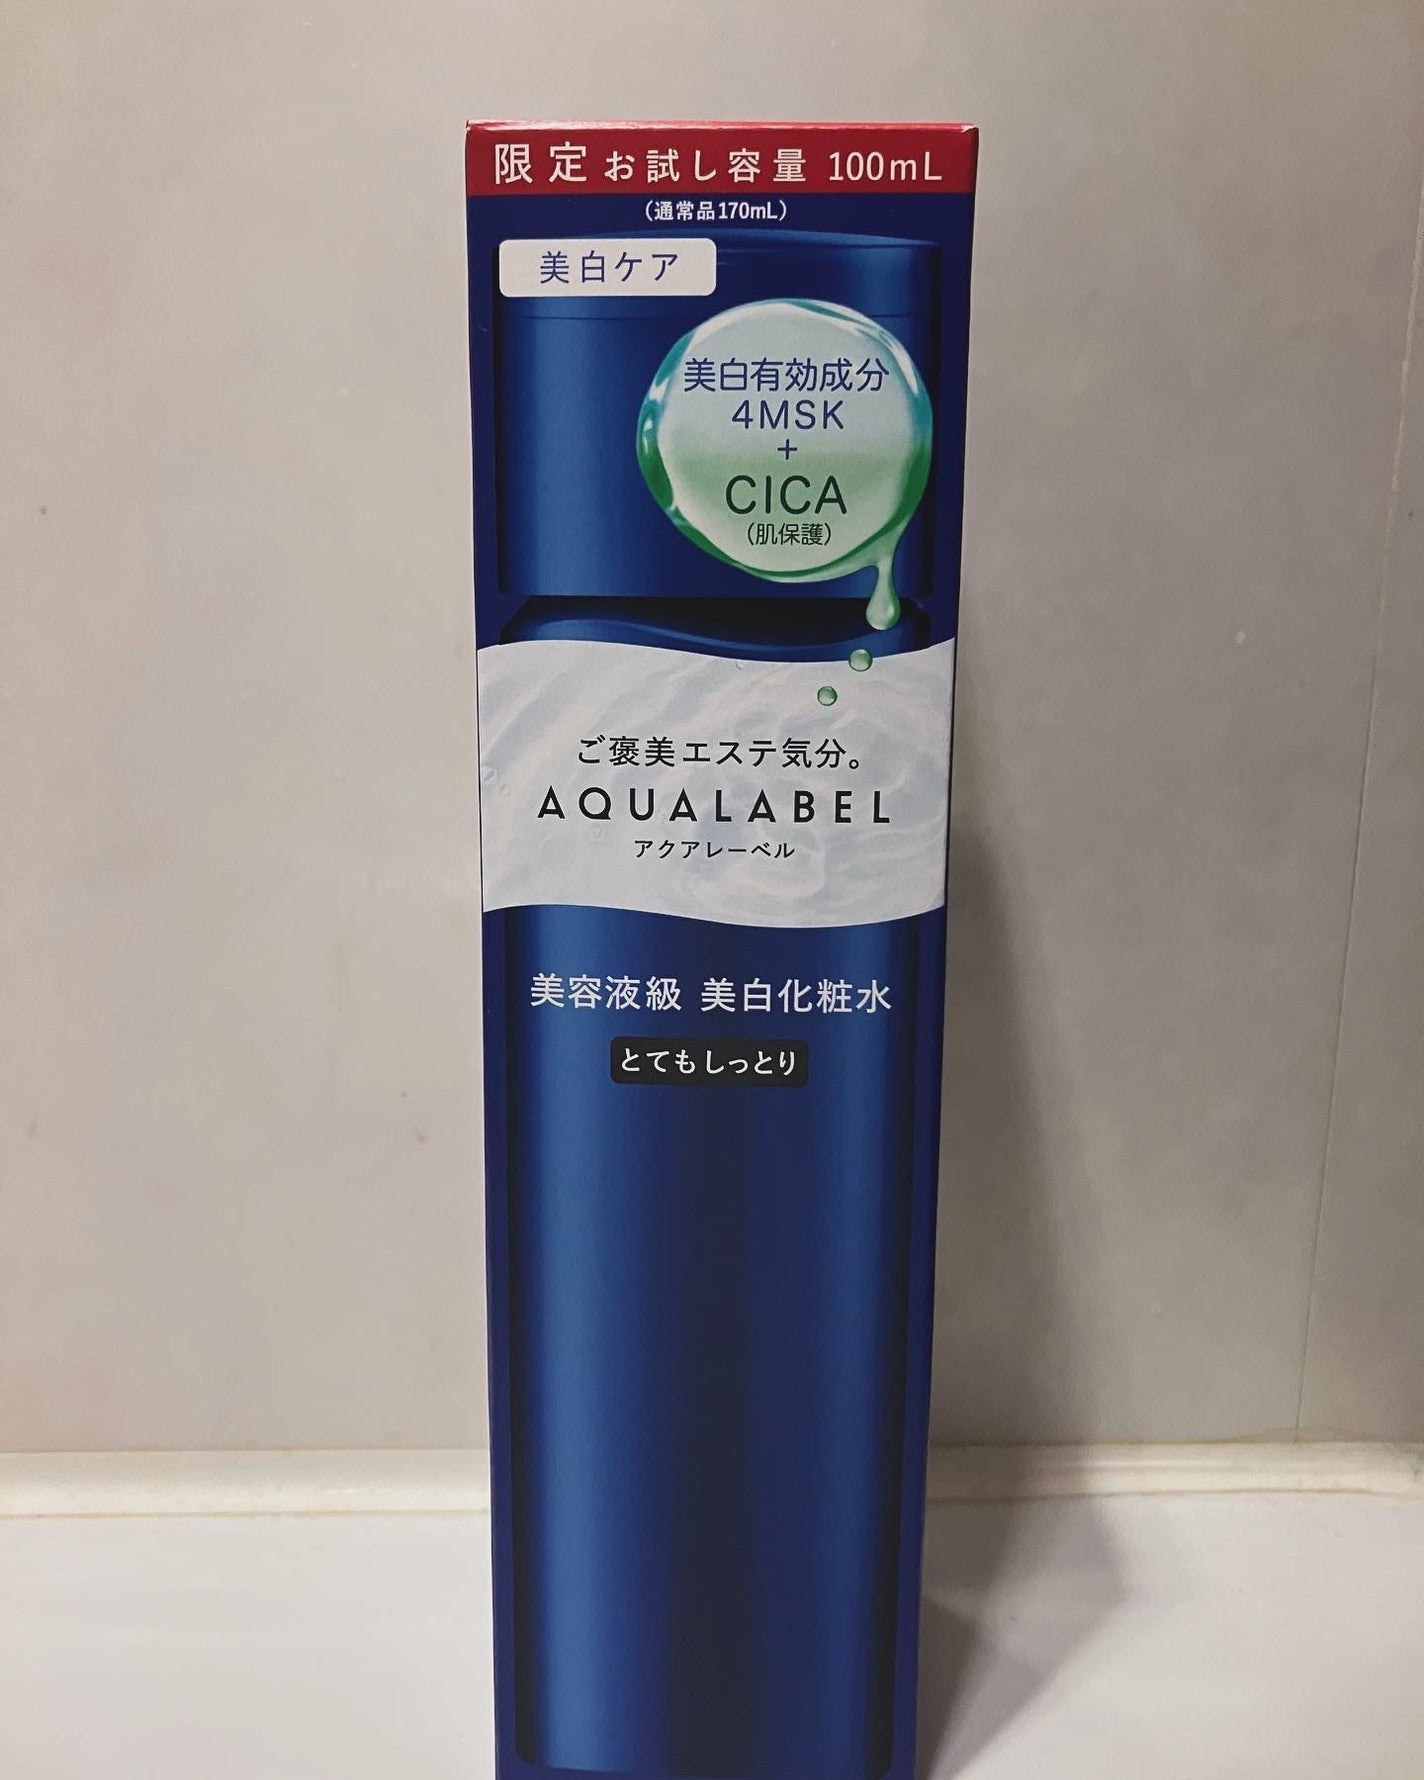 限定お試し容量 100mL
(通常品170mL)
美白ケア
美白有効成分
4MSK
+
CICA
(肌保護)
ご褒美エステ気分。
AQUALABEL
アクアレーベル
美容液級 美白化粧水
とてもしっとり